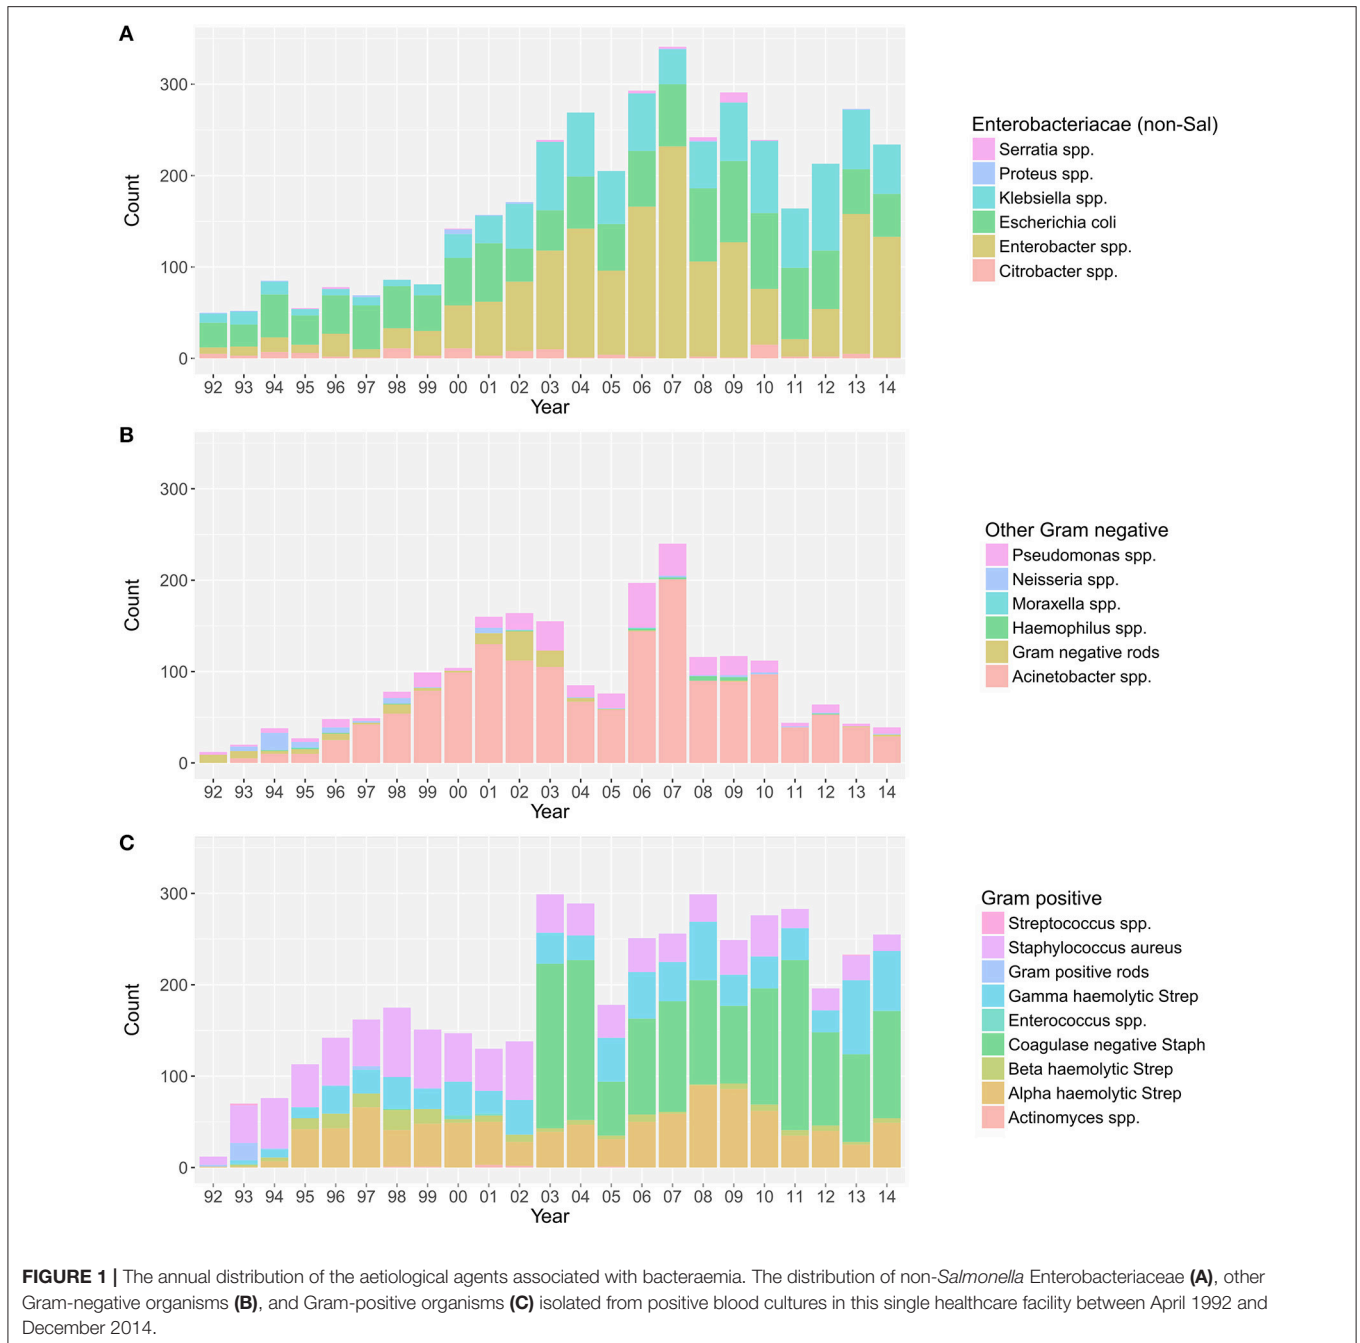 A
300
200
100
0
Count
92 93 94 95 96 97 98 99 00 01 02 03 04 05 06 07 08 09 10 11 12 13 14
Year
Enterobacteriacae (non-Sal)
Serratia spp.
Proteus spp.
Klebsiella spp.
Escherichia coli
Enterobacter spp.
Citrobacter spp.
B
300
200
100
0
Count
92 93 94 95 96 97 98 99 00 01 02 03 04 05 06 07 08 09 10 11 12 13 14
Year
Other Gram negative
Pseudomonas spp.
Neisseria spp.
Moraxella spp.
Haemophilus spp.
Gram negative rods
Acinetobacter spp.
C
300
200
100
0
Count
92 93 94 95 96 97 98 99 00 01 02 03 04 05 06 07 08 09 10 11 12 13 14
Year
Gram positive
Streptococcus spp.
Staphylococcus aureus
Gram positive rods
Gamma haemolytic Strep
Enterococcus spp.
Coagulase negative Staph
Beta haemolytic Strep
Alpha haemolytic Strep
Actinomyces spp.
FIGURE 1 | The annual distribution of the aetiological agents associated with bacteraemia. The distribution of non-Salmonella Enterobacteriaceae (A), other
Gram-negative organisms (B), and Gram-positive organisms (C) isolated from positive blood cultures in this single healthcare facility between April 1992 and
December 2014.